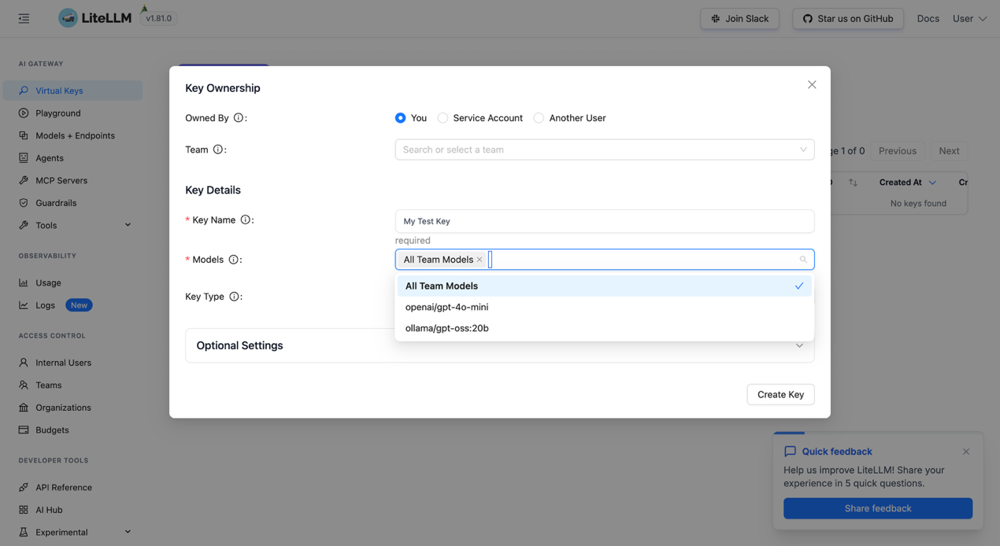 LiteLLM
v1.81.0
Join Slack
Star us on GitHub
Docs
User
AI GATEWAY
Virtual Keys
Playground
Models + Endpoints
Agents
MCP Servers
Guardrails
Tools
OBSERVABILITY
Usage
Logs New
ACCESS CONTROL
Internal Users
Teams
Organizations
Budgets
DEVELOPER TOOLS
API Reference
AI Hub
Experimental
Key Ownership
Owned By :
You
Service Account
Another User
Team :
Search or select a team
Key Details
* Key Name :
My Test Key
required
* Models :
All Team Models
All Team Models
openai/gpt-4o-mini
ollama/gpt-oss:20b
Key Type :
Optional Settings
Create Key
1 of 0
Previous
Next
Created At
No keys found
Quick feedback
Help us improve LiteLLM! Share your
experience in 5 quick questions.
Share feedback